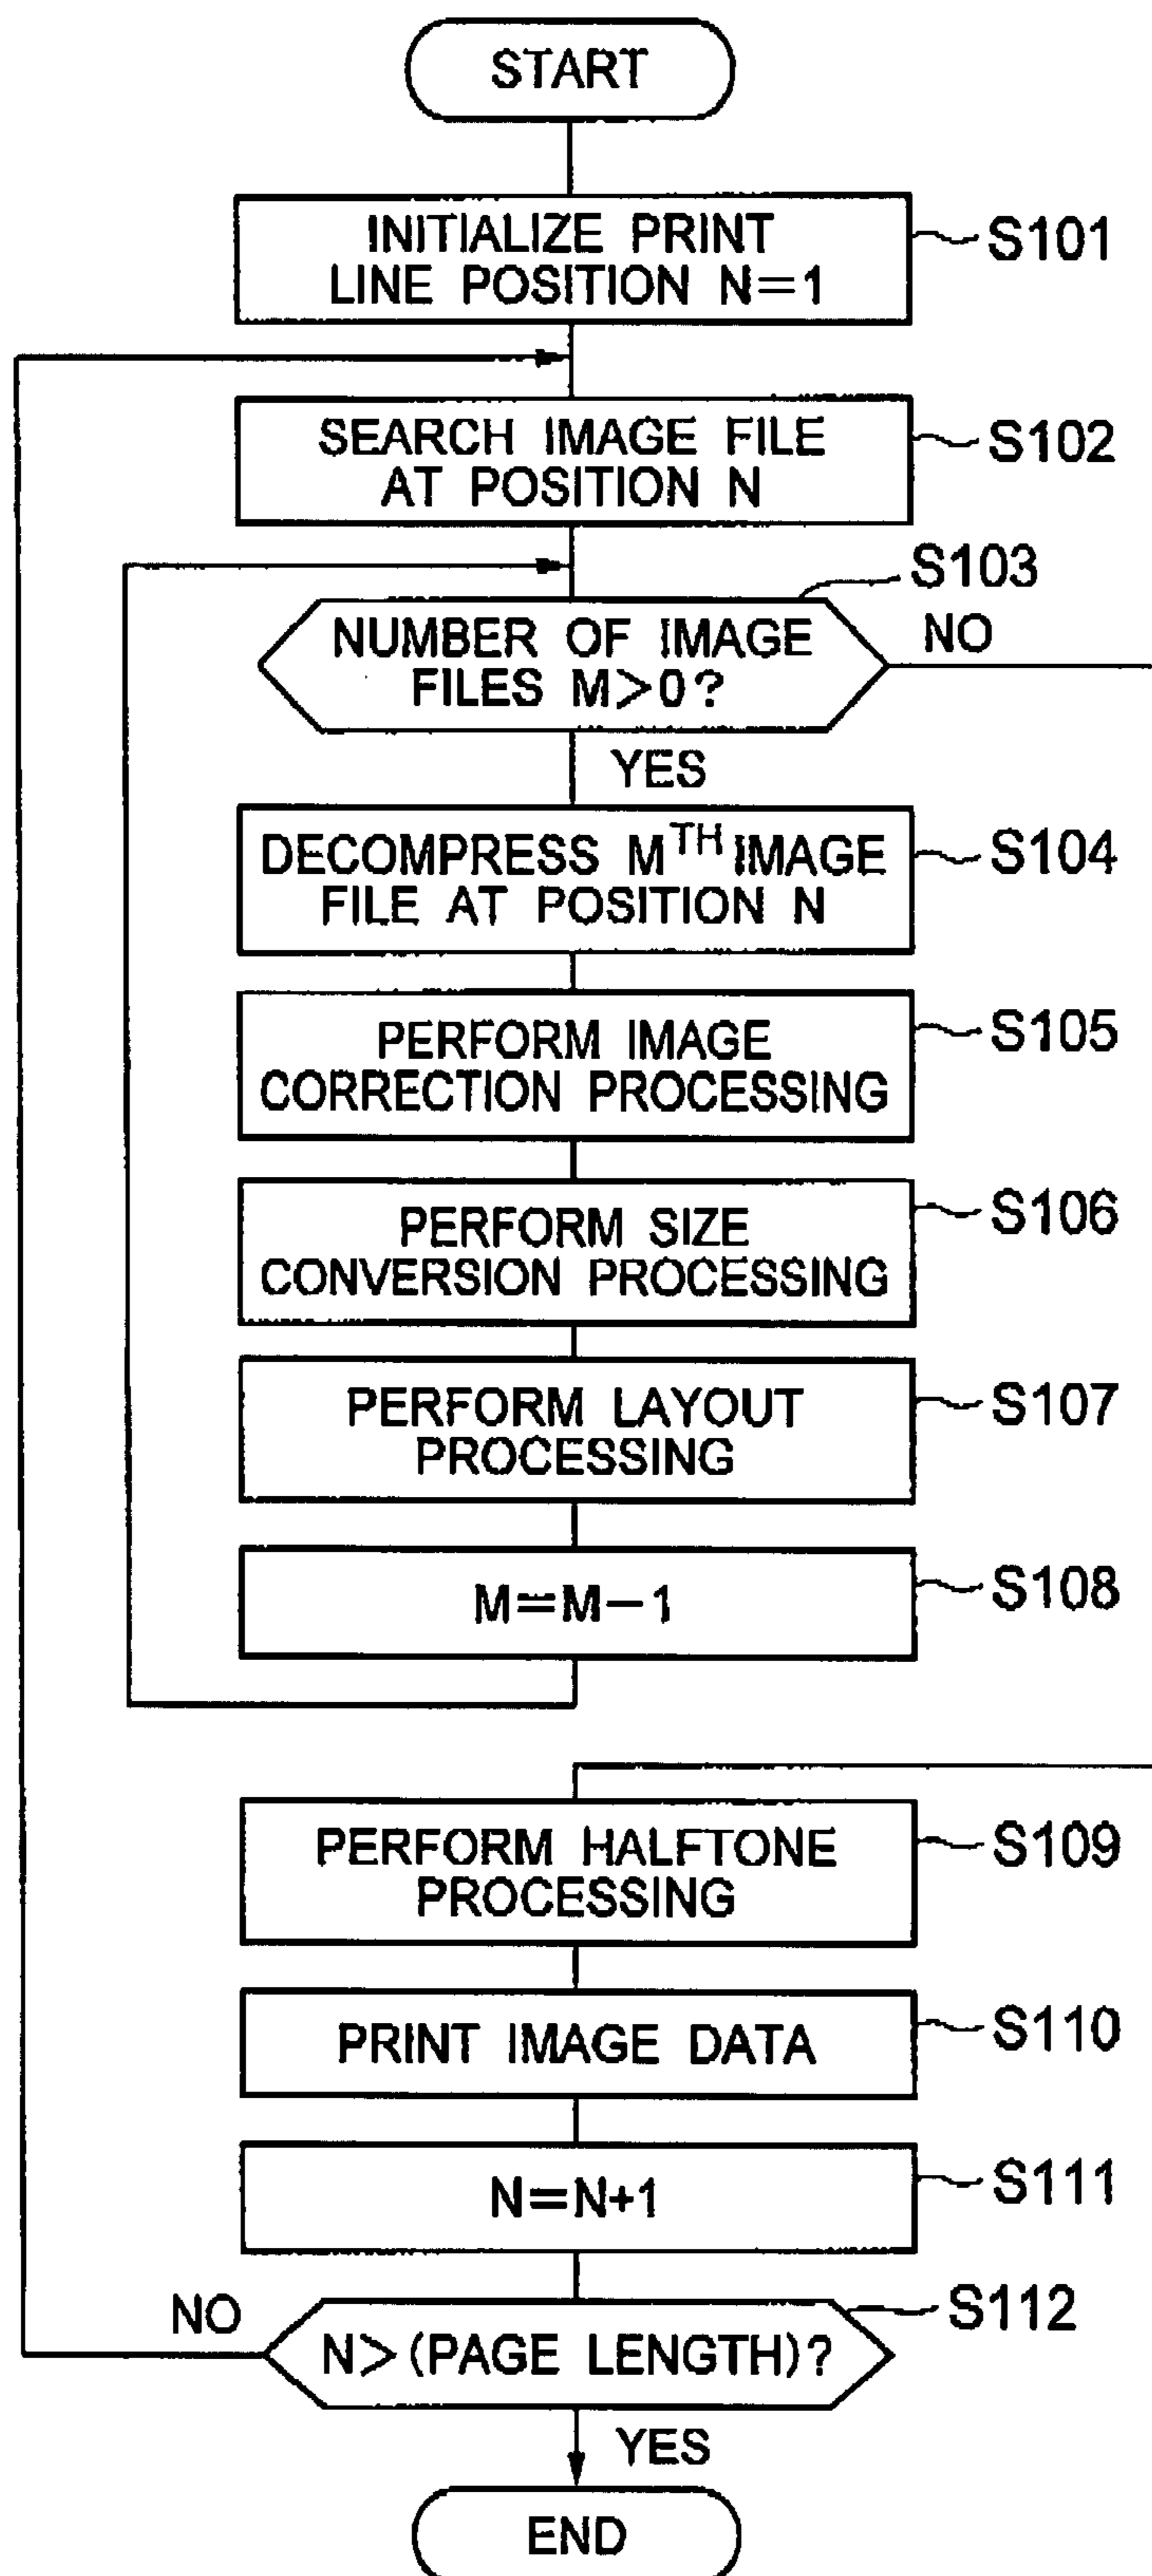 START
INITIALIZE PRINT
LINE POSITION N=1
S101
SEARCH IMAGE FILE
AT POSITION N
S102
S103
NUMBER OF IMAGE
FILES M>0?
NO
YES
DECOMPRESS MTH IMAGE
FILE AT POSITION N
S104
PERFORM IMAGE
CORRECTION PROCESSING
S105
PERFORM SIZE
CONVERSION PROCESSING
S106
PERFORM LAYOUT
PROCESSING
S107
M=M-1
S108
PERFORM HALFTONE
PROCESSING
S109
PRINT IMAGE DATA
S110
N=N+1
S111
NO
S112
N>(PAGE LENGTH)?
YES
END